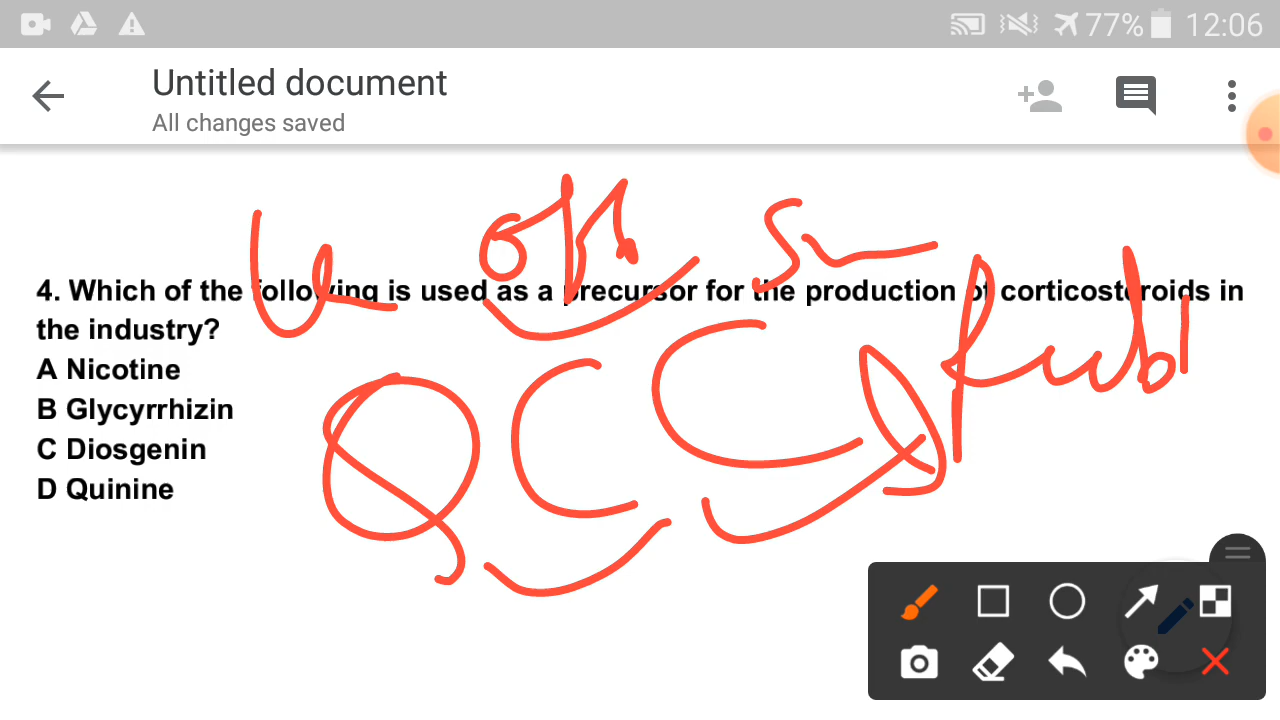 77% 12:06
Untitled document
All changes saved
4. Which of the following is used as a precursor for the production of corticosteroids in
the industry?
A Nicotine
B Glycyrrhizin
C Diosgenin
D Quinine